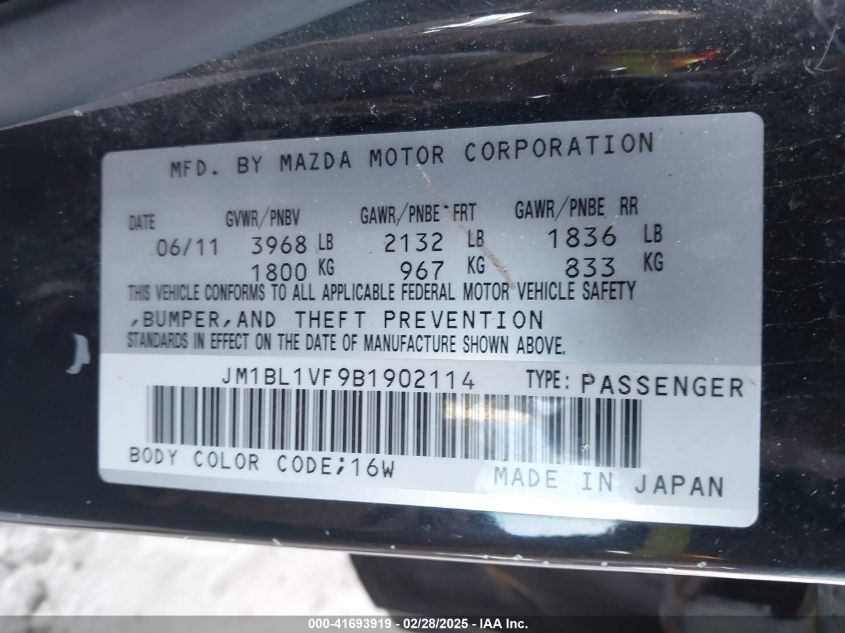 MFD. BY MAZDA MOTOR CORPORATION
DATE GVWR/PNBV GAWR/PNBE FRT GAWR/PNBE RR
06/11 3968 LB 2132 LB 1836 LB
1800 KG 967 KG 833 KG
THIS VEHICLE CONFORMS TO ALL APPLICABLE FEDERAL MOTOR VEHICLE SAFETY
,BUMPER,AND THEFT PREVENTION
STANDARDS IN EFFECT ON THE DATE OF MANUFACTURE SHOWN ABOVE.
JM1BL1VF9B1902114 TYPE: PASSENGER
BODY COLOR CODE;16W MADE IN JAPAN
000-41693919 - 02/28/2025 - IAA Inc.